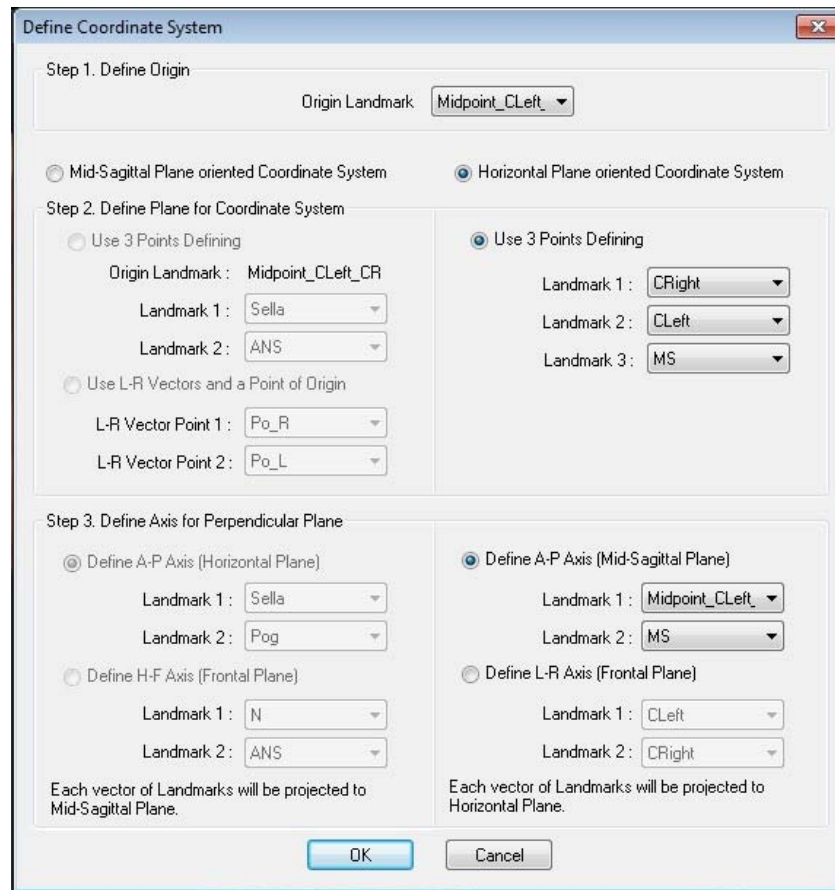 Define Coordinate System
Step 1. Define Origin
Origin Landmark Midpoint_CLeft_
Mid-Sagittal Plane oriented Coordinate System
Horizontal Plane oriented Coordinate System
Step 2. Define Plane for Coordinate System
Use 3 Points Defining
Origin Landmark : Midpoint_CLeft_CR
Landmark 1 : Sella
Landmark 2 : ANS
Use L-R Vectors and a Point of Origin
L-R Vector Point 1 : Po_R
L-R Vector Point 2 : Po_L
Use 3 Points Defining
Landmark 1 : CRight
Landmark 2 : CLeft
Landmark 3 : MS
Step 3. Define Axis for Perpendicular Plane
Define A-P Axis (Horizontal Plane)
Landmark 1 : Sella
Landmark 2 : Pog
Define H-F Axis (Frontal Plane)
Landmark 1 : N
Landmark 2 : ANS
Each vector of Landmarks will be projected to
Mid-Sagittal Plane.
Define A-P Axis (Mid-Sagittal Plane)
Landmark 1 : Midpoint_CLeft_
Landmark 2 : MS
Define L-R Axis (Frontal Plane)
Landmark 1 : CLeft
Landmark 2 : CRight
Each vector of Landmarks will be projected to
Horizontal Plane.
OK
Cancel